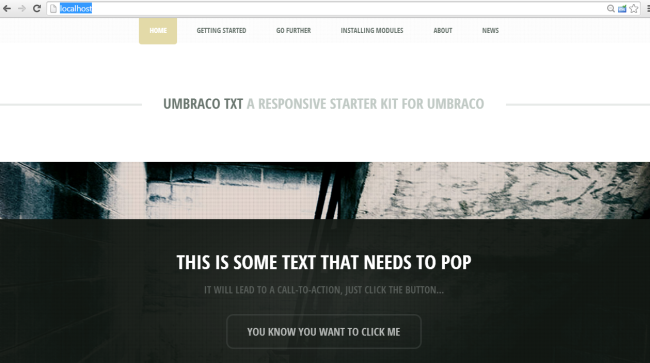 localhost
HOME GETTING STARTED GO FURTHER INSTALLING MODULES ABOUT NEWS
UMBRACO TXT A RESPONSIVE STARTER KIT FOR UMBRACO
THIS IS SOME TEXT THAT NEEDS TO POP
IT WILL LEAD TO A CALL-TO-ACTION, JUST CLICK THE BUTTON...
YOU KNOW YOU WANT TO CLICK ME